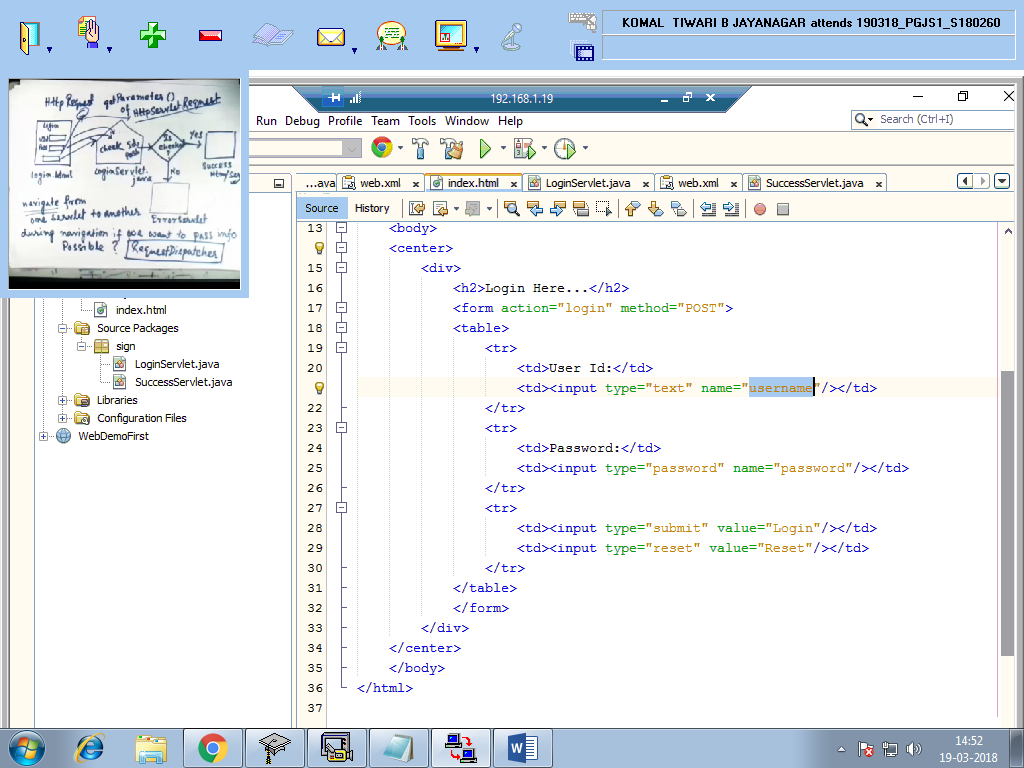 KOMAL TIWARI B JAYANAGAR attends 190318_PGJS1_S180260
Http Request getParameter()
of HttpServletRequest
login
check
Is
checked
?
Yes
No
login.html
loginServlet.
java
Success
ErrorServlet
navigate from
one servlet to another
during navigation if we want to pass info
Possible ? RequestDispatcher
192.168.1.19
Run Debug Profile Team Tools Window Help
Search (Ctrl+I)
...ava web.xml index.html LoginServlet.java web.xml SuccessServlet.java
Source History
index.html
Source Packages
sign
LoginServlet.java
SuccessServlet.java
Libraries
Configuration Files
WebDemoFirst
13 <body>
<center>
15 <div>
16 <h2>Login Here...</h2>
17 <form action="login" method="POST">
18 <table>
19 <tr>
20 <td>User Id:</td>
<td><input type="text" name="username"/></td>
22 </tr>
23 <tr>
24 <td>Password:</td>
25 <td><input type="password" name="password"/></td>
26 </tr>
27 <tr>
28 <td><input type="submit" value="Login"/></td>
29 <td><input type="reset" value="Reset"/></td>
30 </tr>
31 </table>
32 </form>
33 </div>
34 </center>
35 </body>
36 </html>
37
14:52
19-03-2018